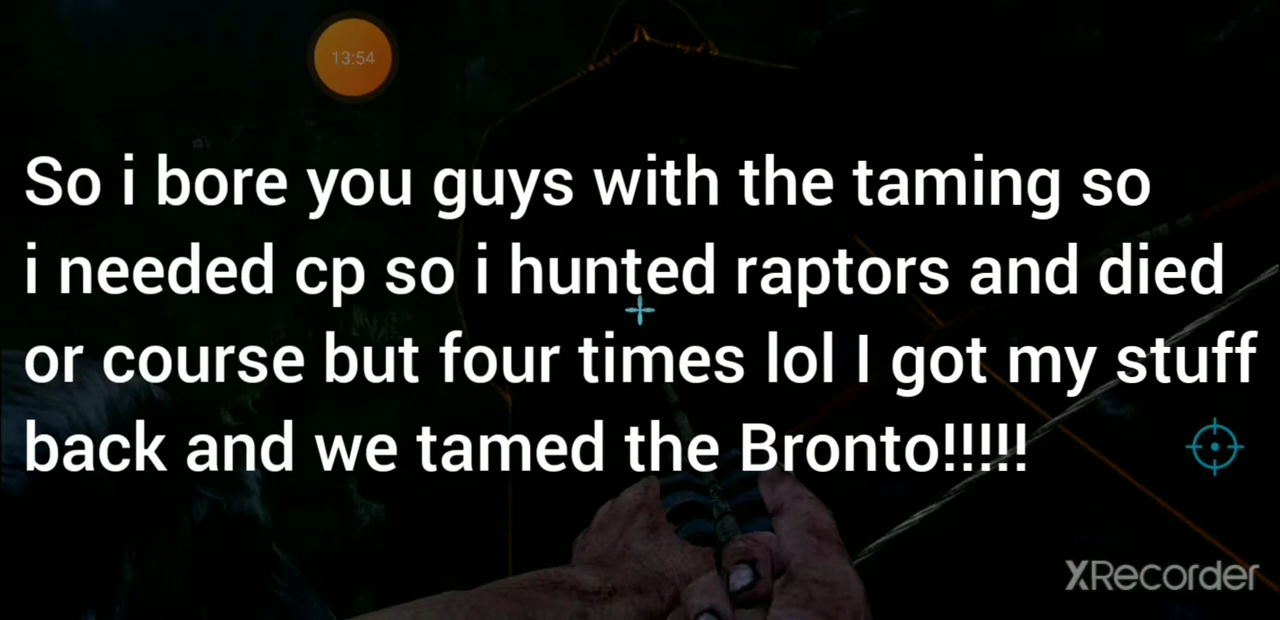 13:54
So i bore you guys with the taming so
i needed cp so i hunted raptors and died
or course but four times lol I got my stuff
back and we tamed the Bronto!!!!!
XRecorder